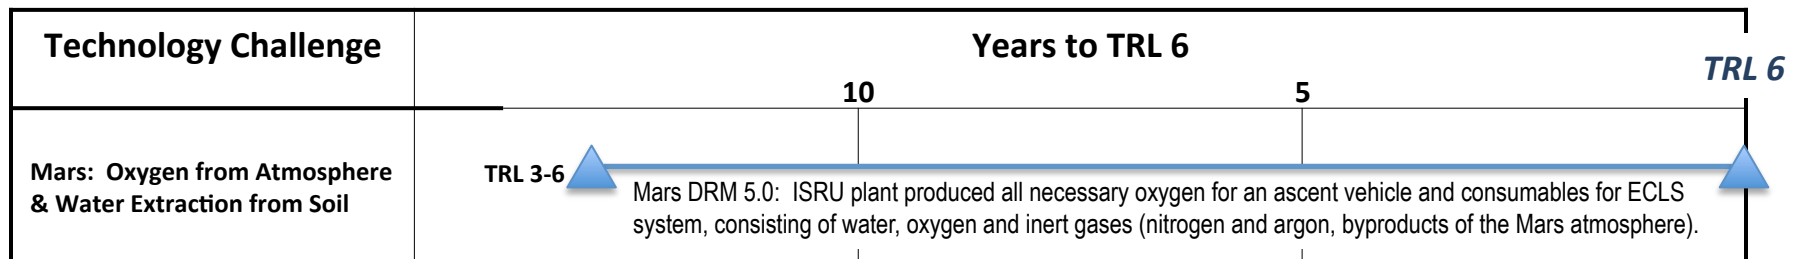 Technology Challenge
Years to TRL 6
TRL 6
10
5
Mars:  Oxygen from Atmosphere
& Water Extraction from Soil
TRL 3-6
Mars DRM 5.0:  ISRU plant produced all necessary oxygen for an ascent vehicle and consumables for ECLS
system, consisting of water, oxygen and inert gases (nitrogen and argon, byproducts of the Mars atmosphere).